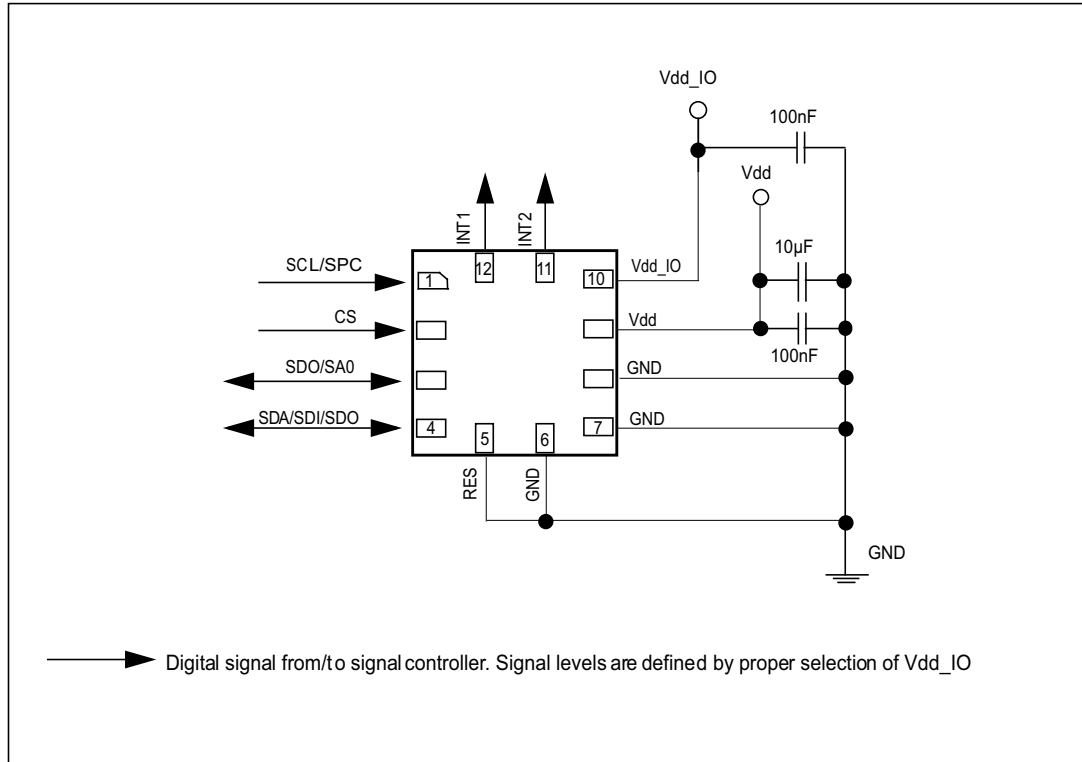 Vdd_IO
100nF
Vdd
INT1
INT2
10µF
SCL/SPC
12
11
1
10
Vdd_IO
CS
Vdd
100nF
SDO/SA0
GND
SDA/SDI/SDO
4
5
6
7
GND
RES
GND
GND
Digital signal from/to signal controller. Signal levels are defined by proper selection of Vdd_IO